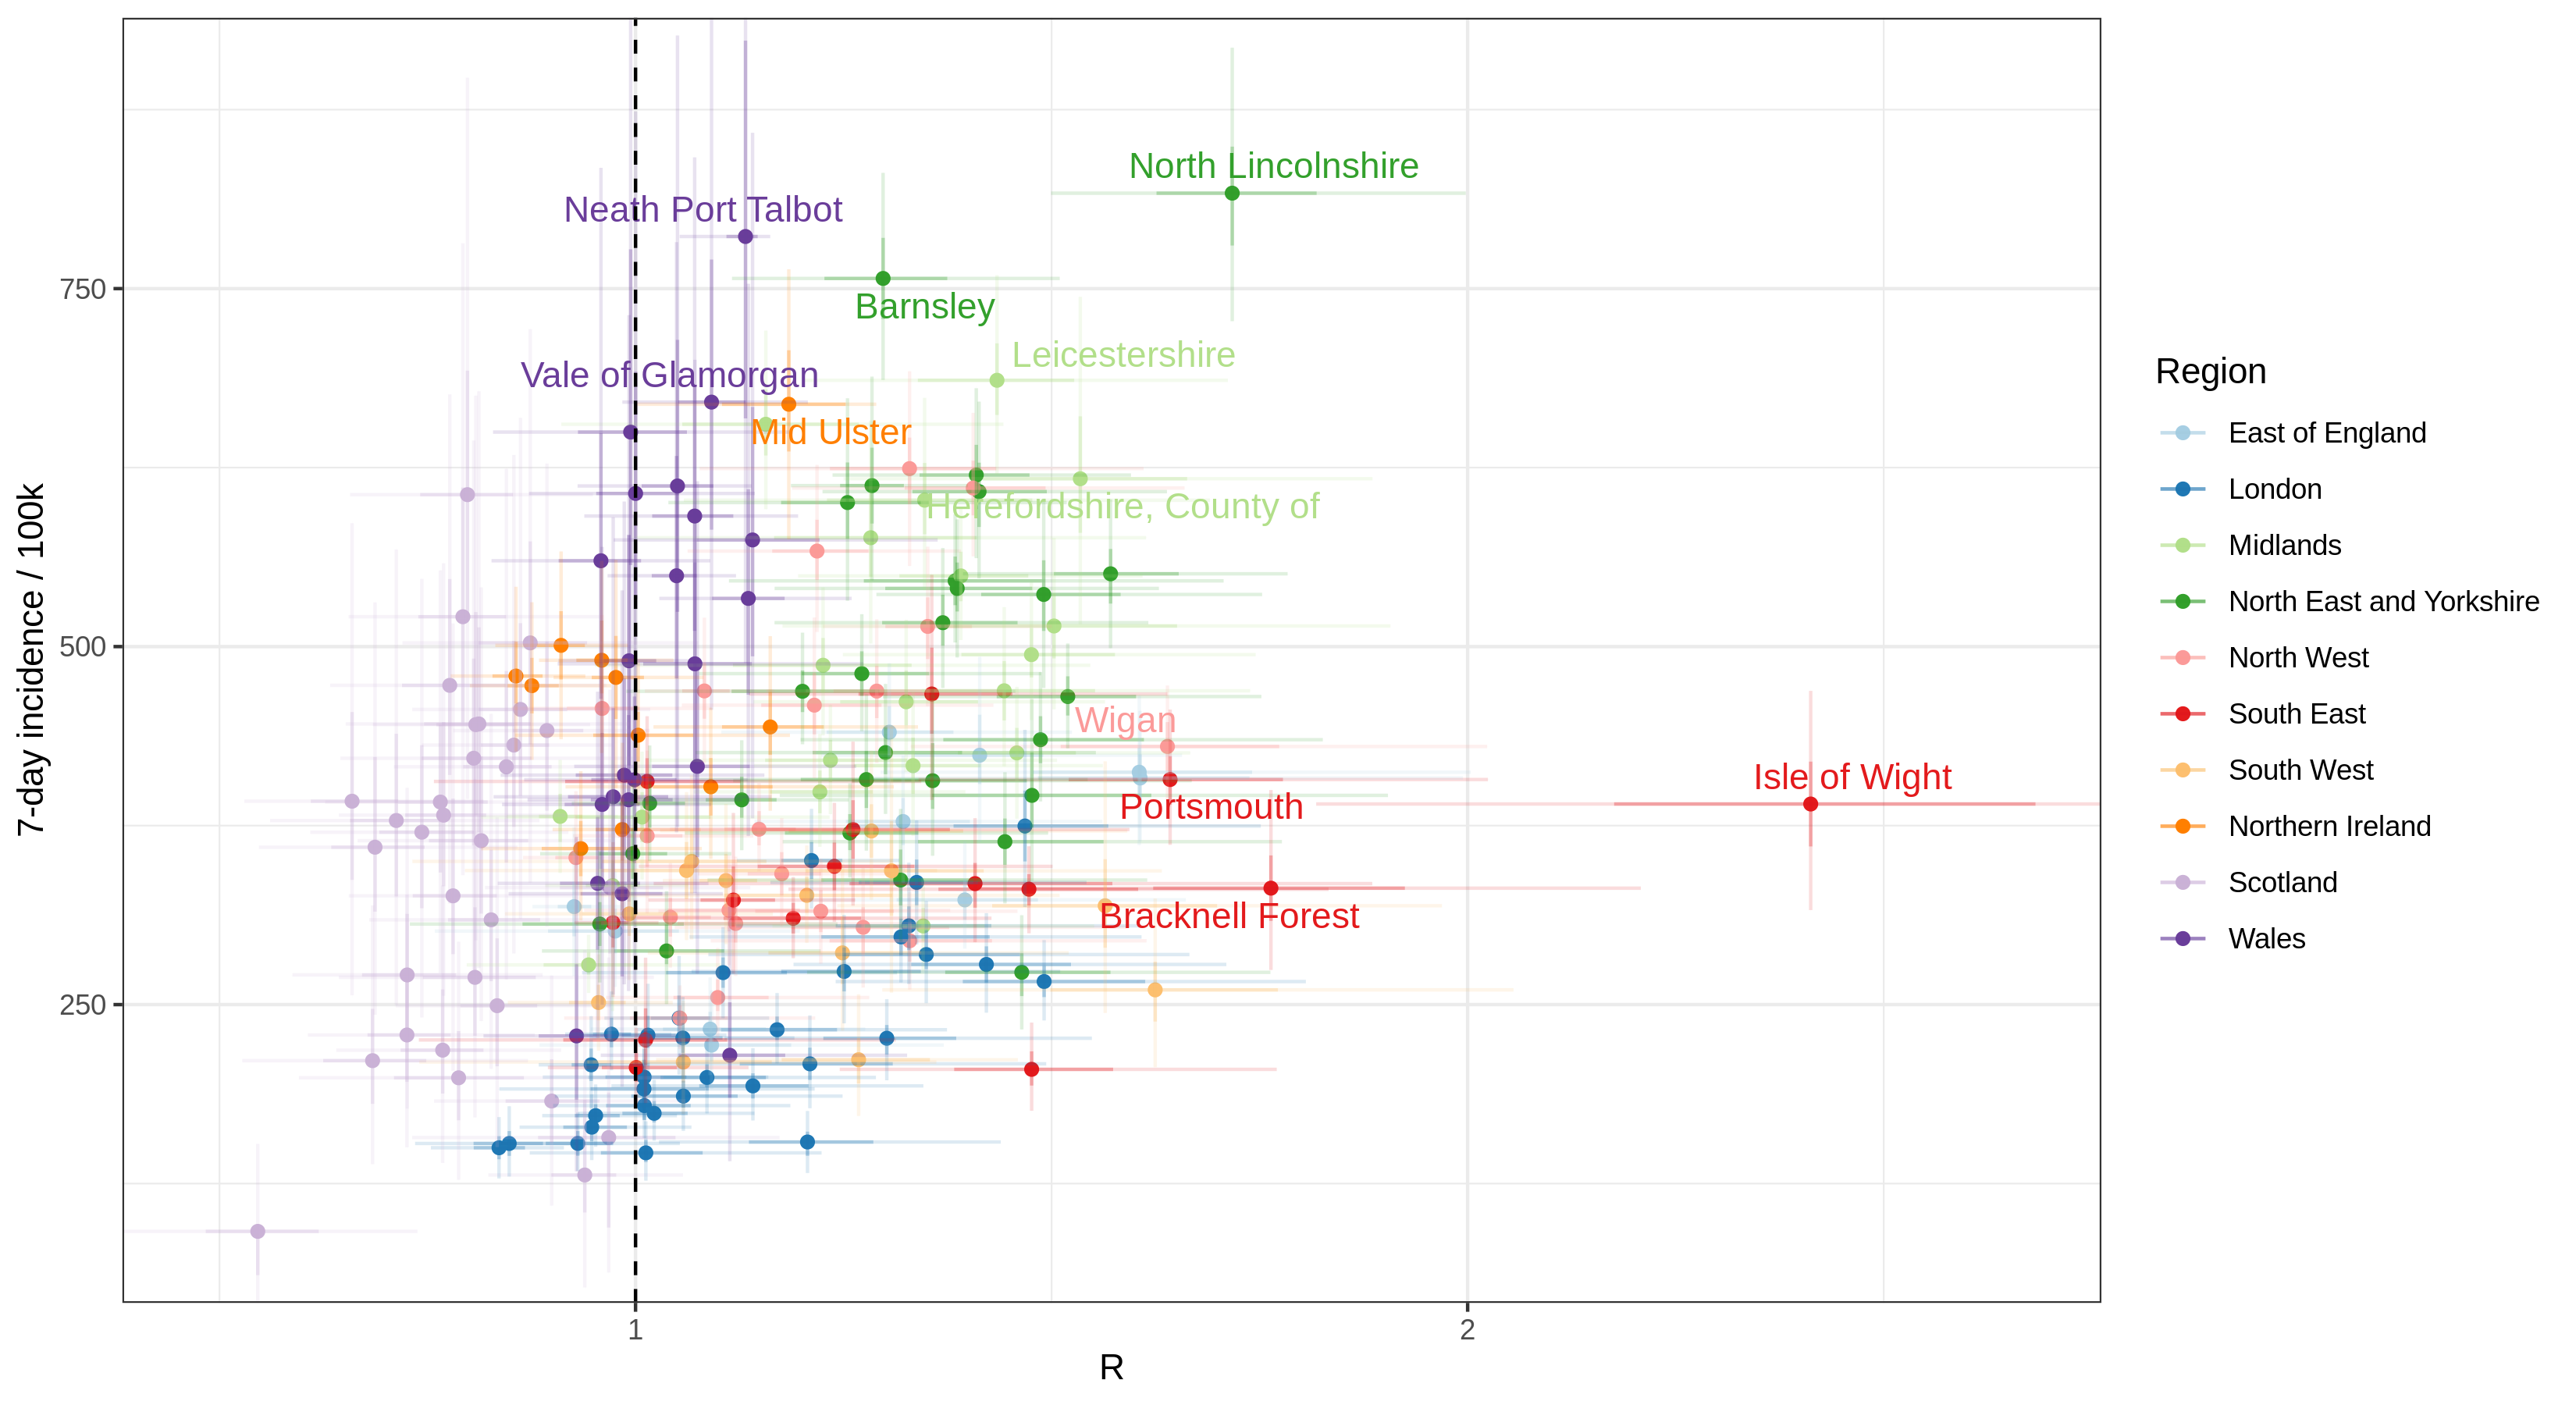 North Lincolnshire
Neath Port Talbot
Barnsley
Leicestershire
Vale of Glamorgan
Mid Ulster
Herefordshire, County of
Wigan
Isle of Wight
Portsmouth
Bracknell Forest
750
500
250
7-day incidence / 100k
1
2
R
Region
East of England
London
Midlands
North East and Yorkshire
North West
South East
South West
Northern Ireland
Scotland
Wales